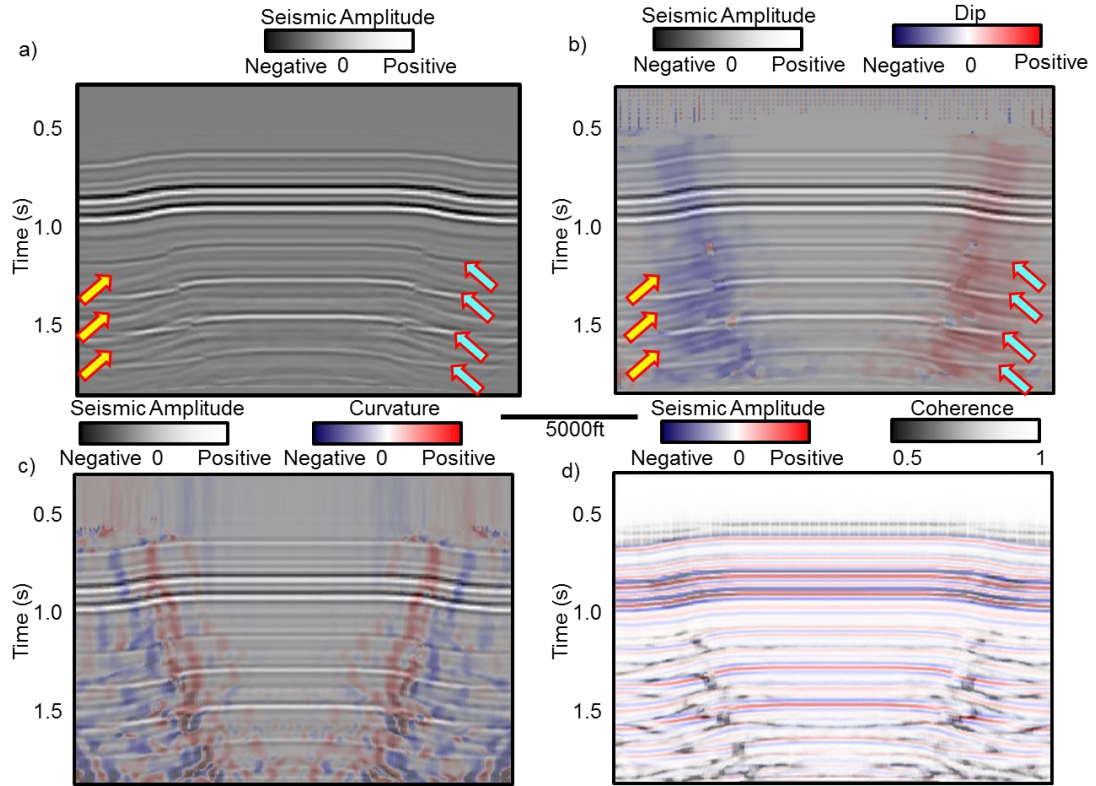 a)
Seismic Amplitude
Negative 0 Positive
0.5
1.0
1.5
Time (s)
b)
Seismic Amplitude
Negative 0 Positive
Dip
Negative 0 Positive
0.5
1.0
1.5
Time (s)
5000ft
c)
Seismic Amplitude
Negative 0 Positive
Curvature
Negative 0 Positive
0.5
1.0
1.5
Time (s)
d)
Seismic Amplitude
Negative 0 Positive
Coherence
0.5 1
0.5
1.0
1.5
Time (s)